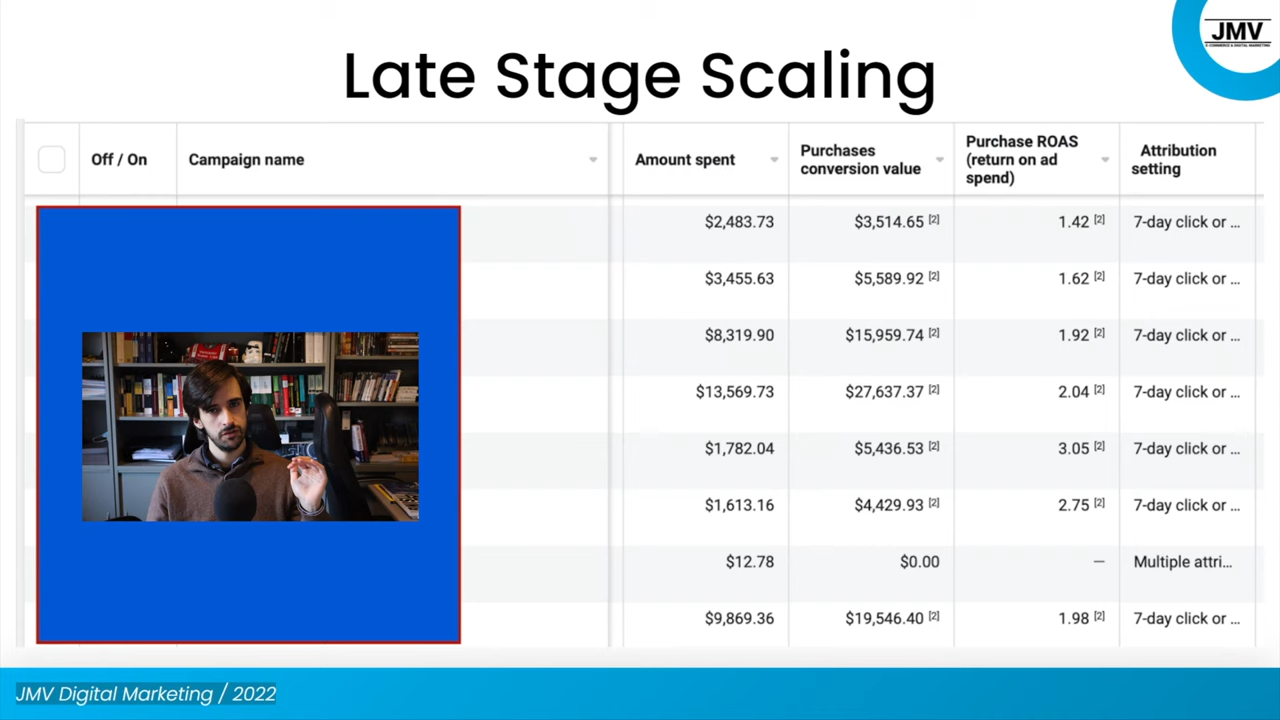 JMV
E-COMMERCE & DIGITAL MARKETING
Late Stage Scaling
Off / On
Campaign name
Amount spent
Purchases
conversion value
Purchase ROAS
(return on ad
spend)
Attribution
setting
$2,483.73 $3,514.65 [2] 1.42 [2] 7-day click or ...
$3,455.63 $5,589.92 [2] 1.62 [2] 7-day click or ...
$8,319.90 $15,959.74 [2] 1.92 [2] 7-day click or ...
$13,569.73 $27,637.37 [2] 2.04 [2] 7-day click or ...
$1,782.04 $5,436.53 [2] 3.05 [2] 7-day click or ...
$1,613.16 $4,429.93 [2] 2.75 [2] 7-day click or ...
$12.78 $0.00 — Multiple attri...
$9,869.36 $19,546.40 [2] 1.98 [2] 7-day click or ...
JMV Digital Marketing / 2022